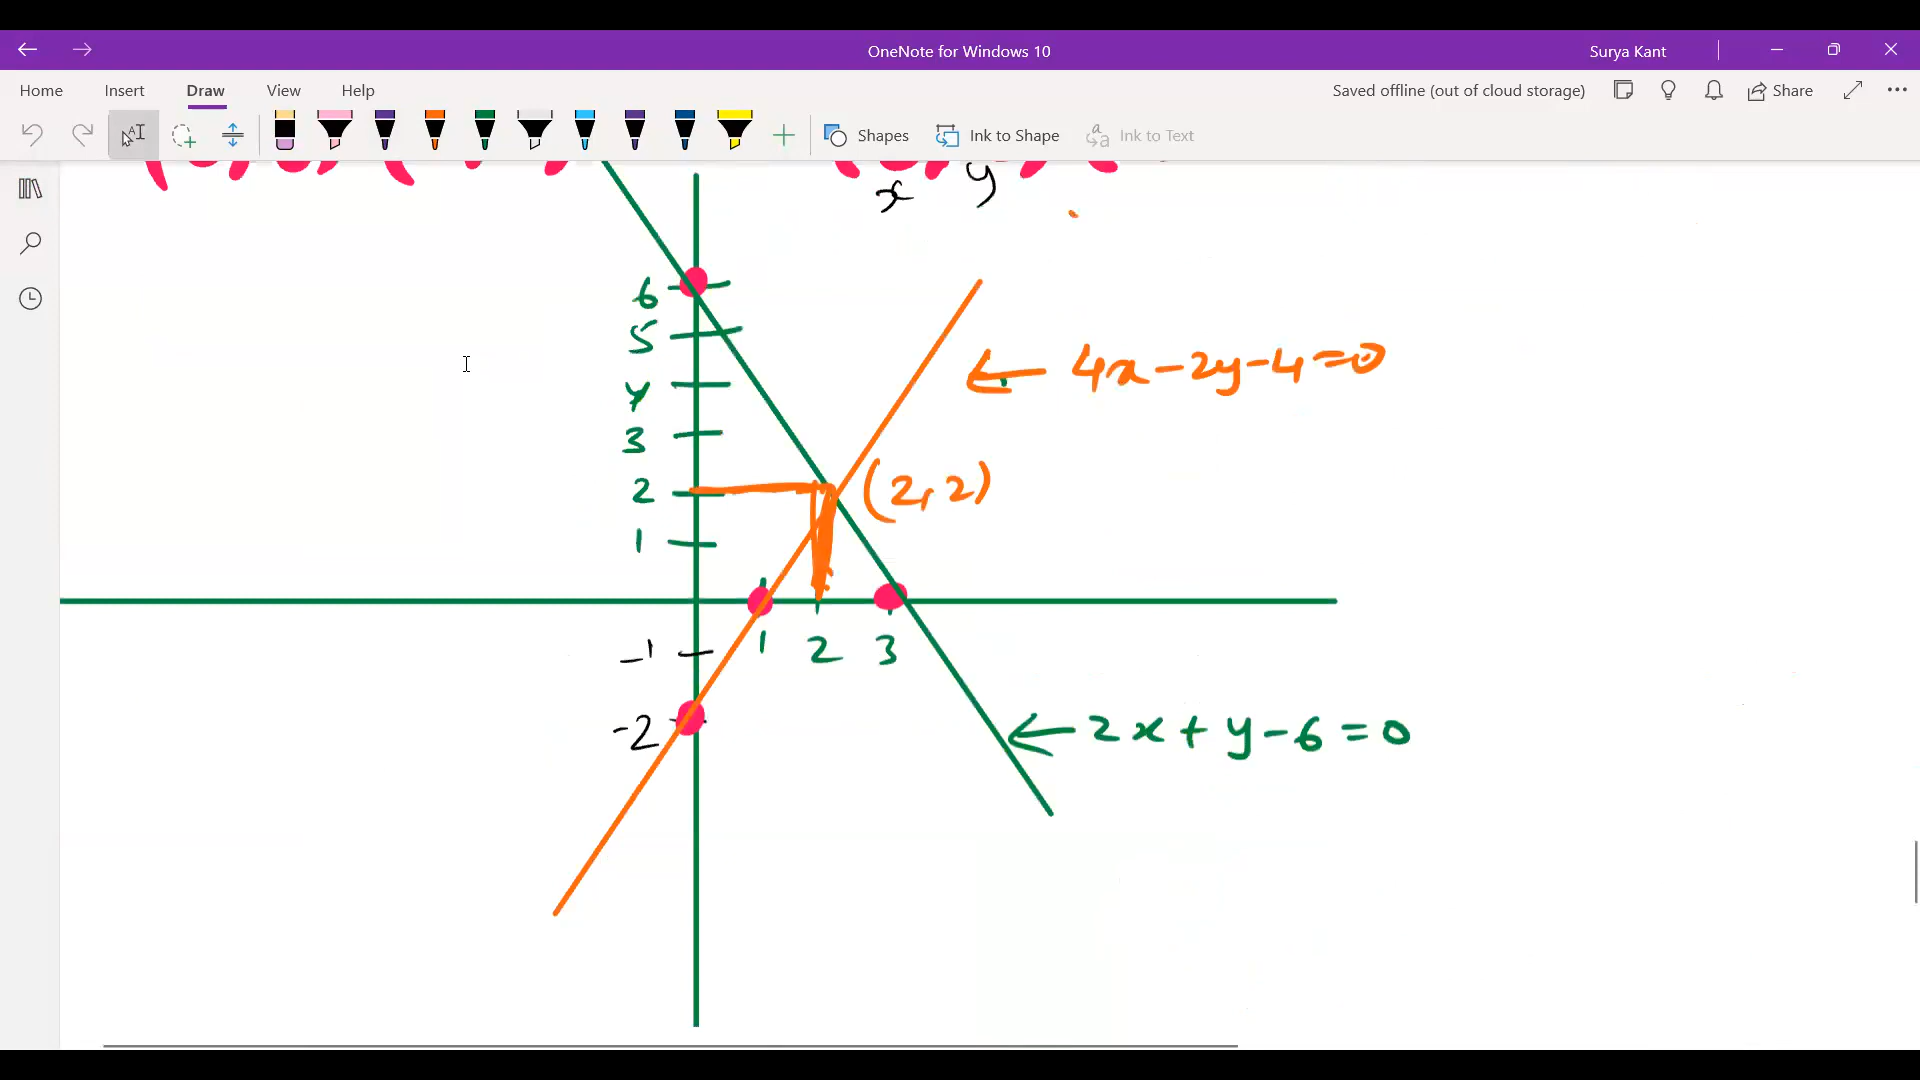 OneNote for Windows 10
Surya Kant
Home Insert Draw View Help
Saved offline (out of cloud storage)
Share
Shapes
Ink to Shape
Ink to Text
x y
6
5
4
3
2
1
4x-2y-4=0
(2,2)
1 2 3
-1
-2
2x+y-6=0